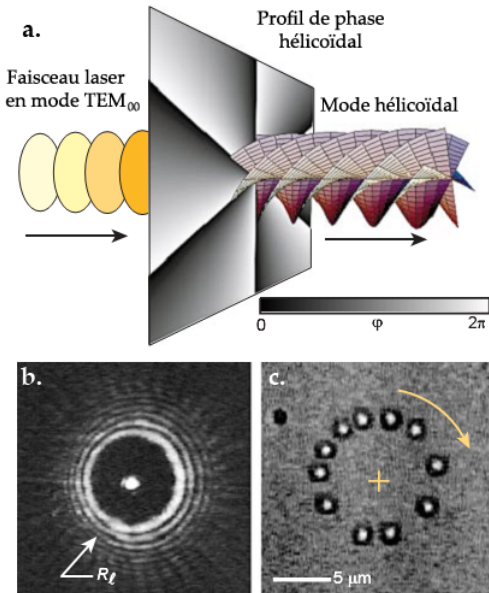 a.
Profil de phase
hélicoïdal
Faisceau laser
en mode TEM₀₀
Mode hélicoïdal
0
φ
2π
b.
Rℓ
c.
5 µm